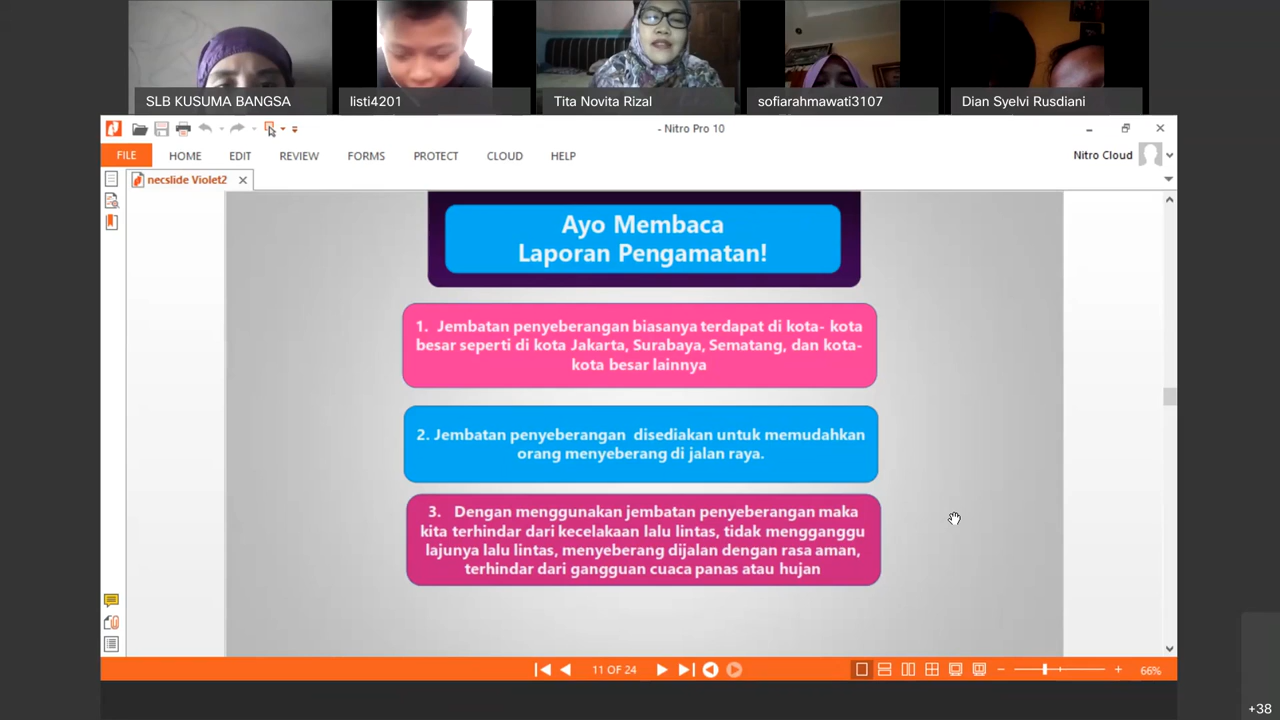 SLB KUSUMA BANGSA
listi4201
Tita Novita Rizal
sofiarahmawati3107
Dian Syelvi Rusdiani
- Nitro Pro 10
FILE HOME EDIT REVIEW FORMS PROTECT CLOUD HELP
Nitro Cloud
necslide Violet2
Ayo Membaca
Laporan Pengamatan!
1. Jembatan penyeberangan biasanya terdapat di kota- kota
besar seperti di kota Jakarta, Surabaya, Sematang, dan kota-
kota besar lainnya
2. Jembatan penyeberangan disediakan untuk memudahkan
orang menyeberang di jalan raya.
3. Dengan menggunakan jembatan penyeberangan maka
kita terhindar dari kecelakaan lalu lintas, tidak mengganggu
lajunya lalu lintas, menyeberang dijalan dengan rasa aman,
terhindar dari gangguan cuaca panas atau hujan
11 OF 24
66%
+38